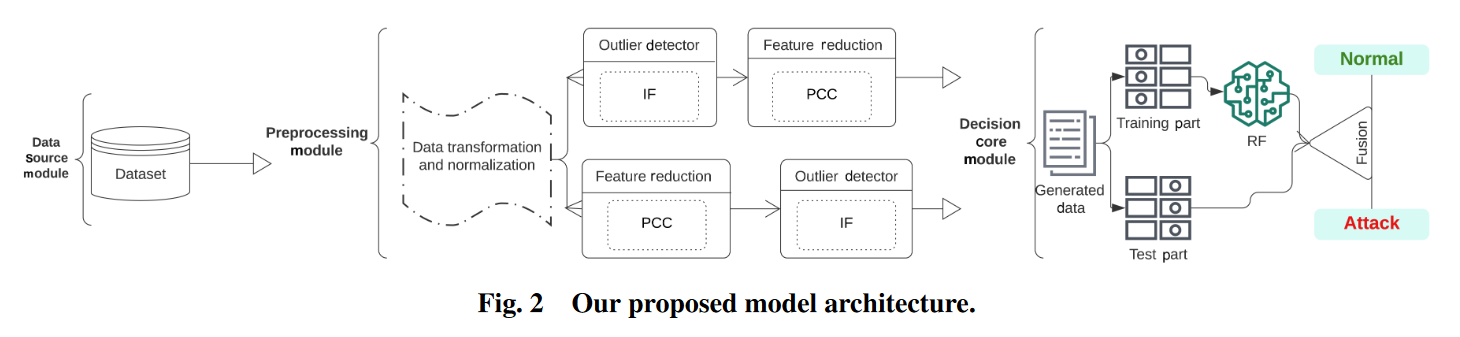 Data
source
module
Dataset
Preprocessing
module
Data transformation
and normalization
Outlier detector
IF
Feature reduction
PCC
Feature reduction
PCC
Outlier detector
IF
Decision
core
module
Generated
data
Training part
Test part
RF
Fusion
Normal
Attack
Fig. 2 Our proposed model architecture.